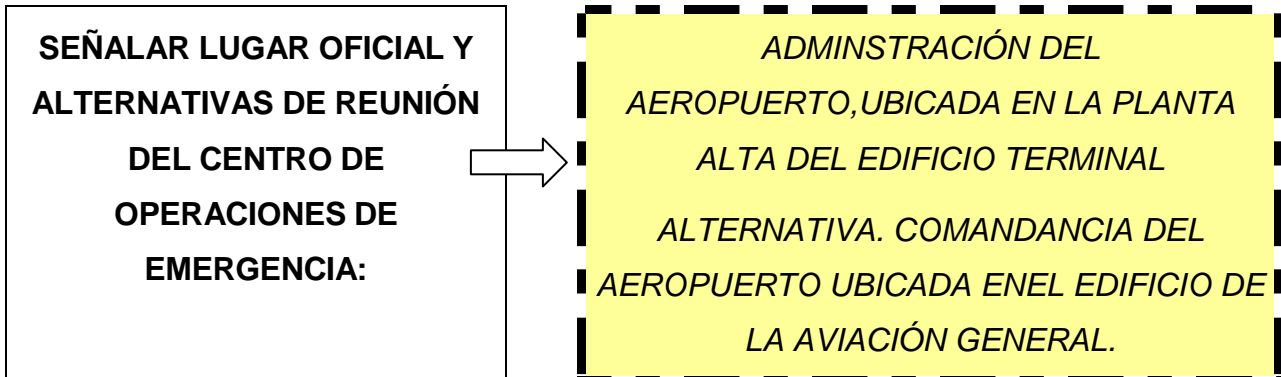 SEÑALAR LUGAR OFICIAL Y
ALTERNATIVAS DE REUNIÓN
DEL CENTRO DE
OPERACIONES DE
EMERGENCIA:
ADMINSTRACIÓN DEL
AEROPUERTO,UBICADA EN LA PLANTA
ALTA DEL EDIFICIO TERMINAL
ALTERNATIVA. COMANDANCIA DEL
AEROPUERTO UBICADA ENEL EDIFICIO DE
LA AVIACIÓN GENERAL.